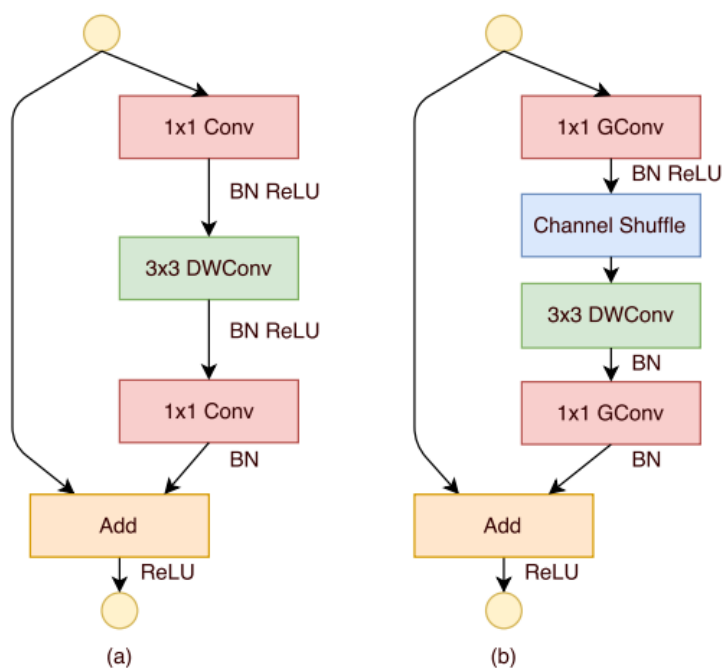 1x1 Conv
BN ReLU
3x3 DWConv
BN ReLU
1x1 Conv
BN
Add
ReLU
(a)
1x1 GConv
BN ReLU
Channel Shuffle
3x3 DWConv
BN
1x1 GConv
BN
Add
ReLU
(b)